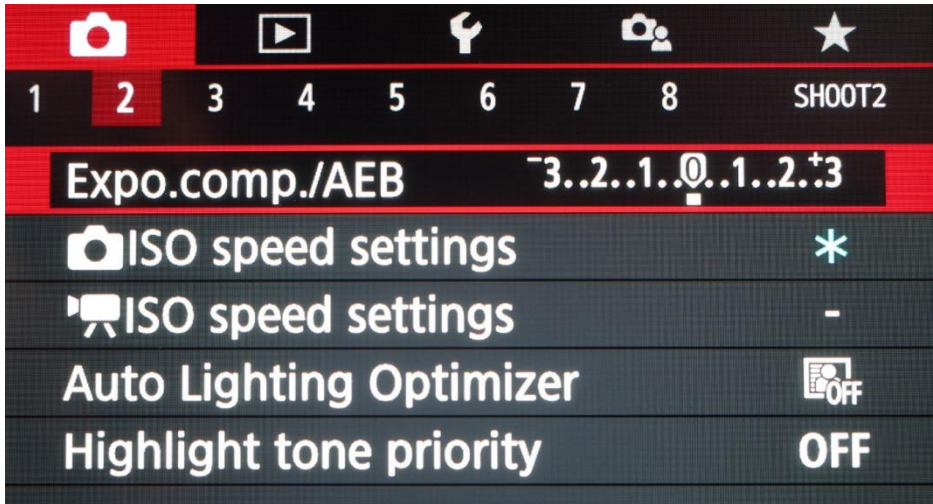 1 2 3 4 5 6 7 8 SHOOT2
Expo.comp./AEB -3..2..1..0..1..2..+3
ISO speed settings *
ISO speed settings -
Auto Lighting Optimizer OFF
Highlight tone priority OFF